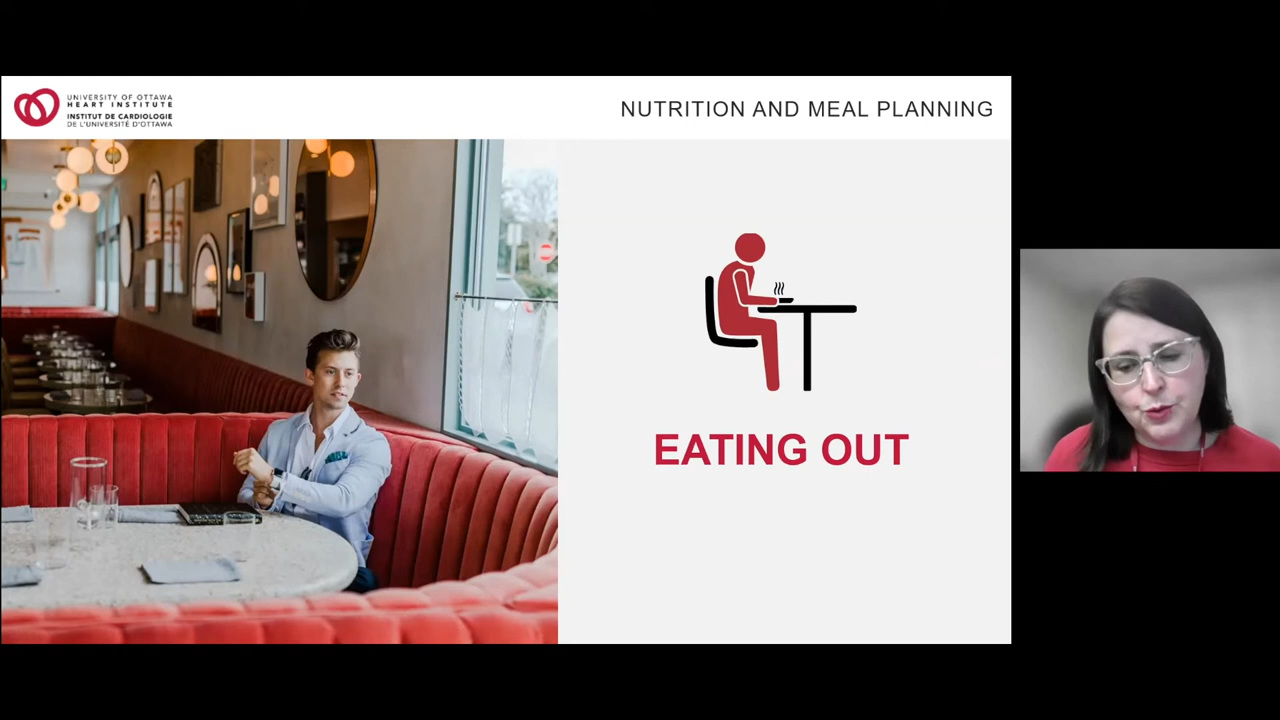 UNIVERSITY OF OTTAWA
HEART INSTITUTE
INSTITUT DE CARDIOLOGIE
DE L'UNIVERSITÉ D'OTTAWA
NUTRITION AND MEAL PLANNING
EATING OUT